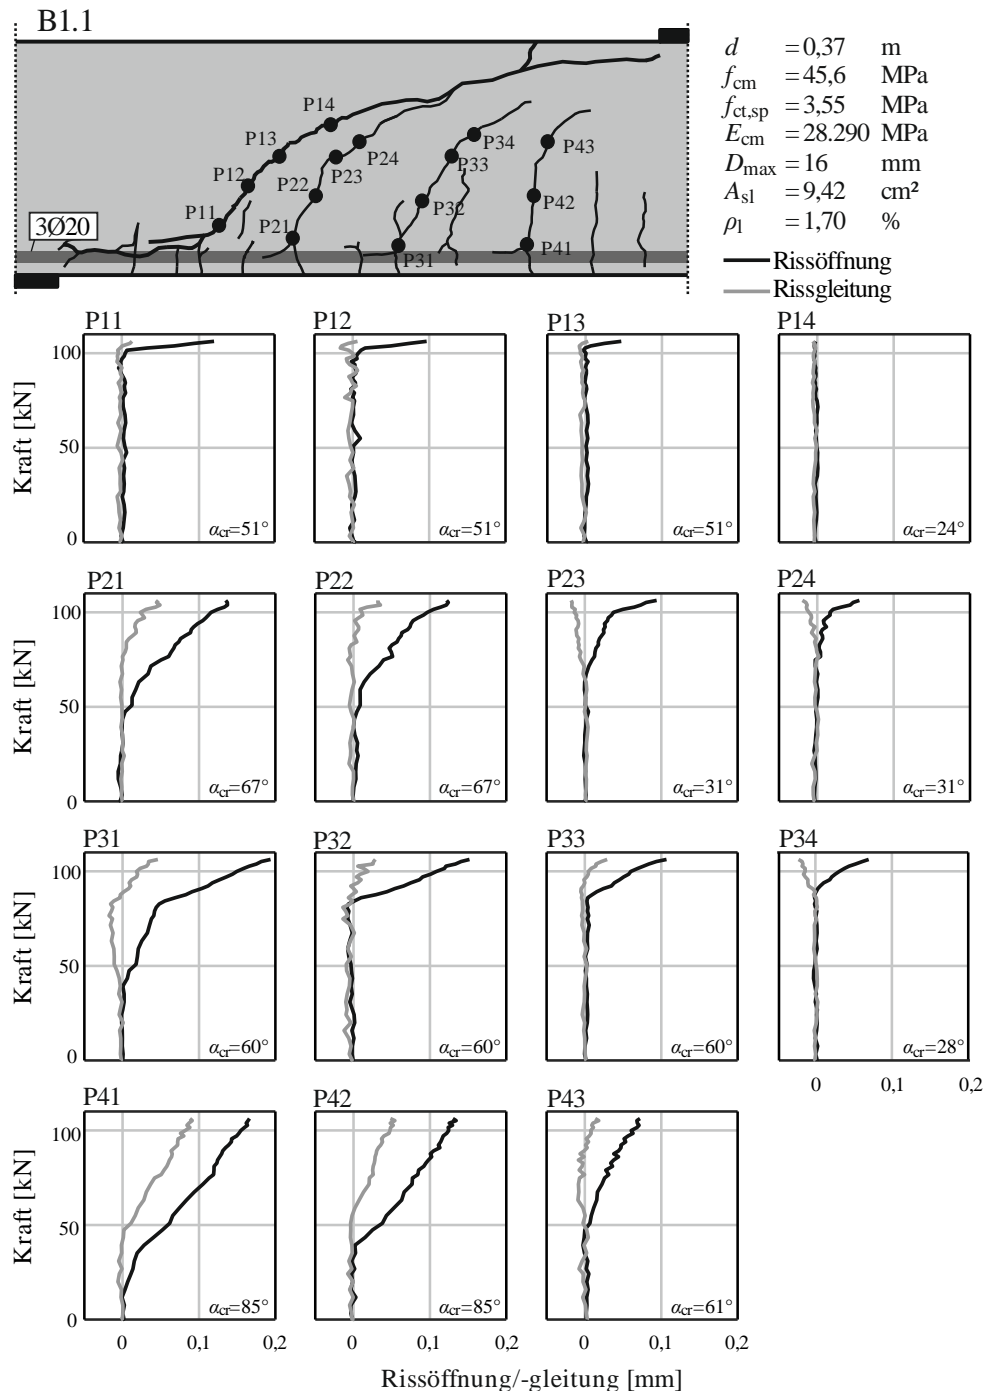 B1.1
d = 0,37 m
fcm = 45,6 MPa
fct,sp = 3,55 MPa
Ecm = 28.290 MPa
Dmax = 16 mm
Asl = 9,42 cm²
ρl = 1,70 %
Rissöffnung
Rissgleitung
P14
P13
P12
P11
P24
P23
P22
P21
P34
P33
P32
P31
P43
P42
P41
3Ø20
P11 P12 P13 P14
Kraft [kN]
100
50
0
αcr=51° αcr=51° αcr=51° αcr=24°
P21 P22 P23 P24
Kraft [kN]
100
50
0
αcr=67° αcr=67° αcr=31° αcr=31°
P31 P32 P33 P34
Kraft [kN]
100
50
0
αcr=60° αcr=60° αcr=60° αcr=28°
0 0,1 0,2
P41 P42 P43
Kraft [kN]
100
50
0
αcr=85° αcr=85° αcr=61°
0 0,1 0,2 0 0,1 0,2 0 0,1 0,2
Rissöffnung/-gleitung [mm]